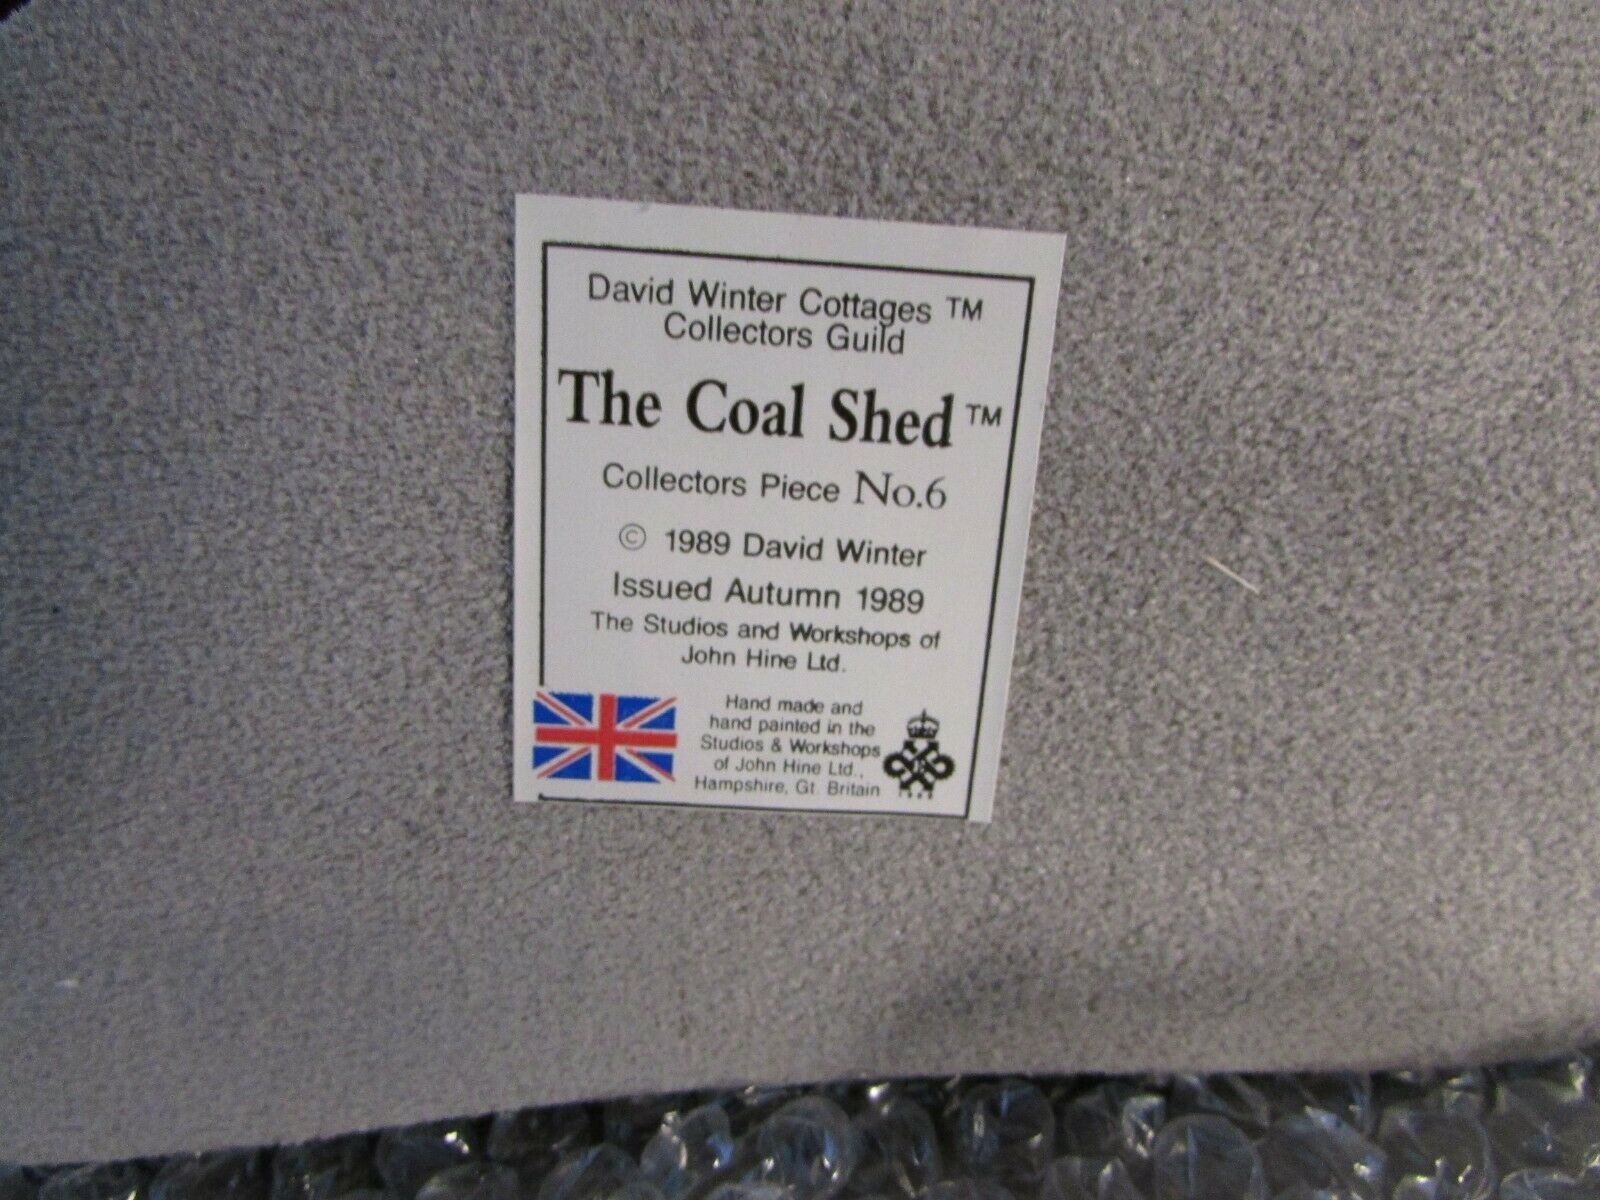 David Winter Cottages ™
Collectors Guild
The Coal Shed ™
Collectors Piece No.6
© 1989 David Winter
Issued Autumn 1989
The Studios and Workshops of
John Hine Ltd.
Hand made and
hand painted in the
Studios & Workshops
of John Hine Ltd.,
Hampshire, Gt. Britain